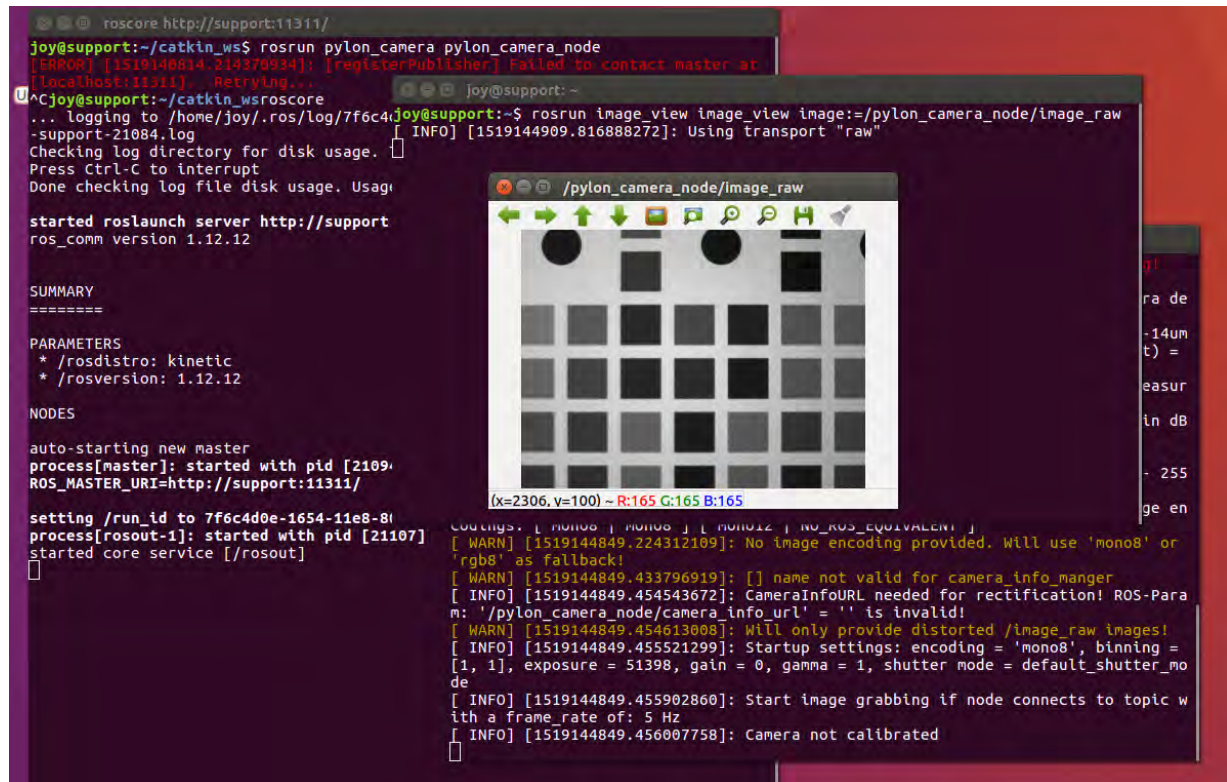 roscore http://support:11311/
joy@support:~/catkin_ws$ rosrun pylon_camera pylon_camera_node
[ERROR] [1519140814.214370934]: [registerPublisher] Failed to contact master at
[localhost:11311]. Retrying...
^Cjoy@support:~/catkin_wsroscore
... logging to /home/joy/.ros/log/7f6c4
-support-21084.log
Checking log directory for disk usage.
Press Ctrl-C to interrupt
Done checking log file disk usage. Usag
started roslaunch server http://support
ros_comm version 1.12.12
SUMMARY
========
PARAMETERS
* /rosdistro: kinetic
* /rosversion: 1.12.12
NODES
auto-starting new master
process[master]: started with pid [2109
ROS_MASTER_URI=http://support:11311/
setting /run_id to 7f6c4d0e-1654-11e8-8
process[rosout-1]: started with pid [21107]
started core service [/rosout]
joy@support: ~
joy@support:~$ rosrun image_view image_view image:=/pylon_camera_node/image_raw
[ INFO] [1519144909.816888272]: Using transport "raw"
/pylon_camera_node/image_raw
(x=2306, y=100) ~ R:165 G:165 B:165
g!
ra de
-14um
t) =
easur
in dB
- 255
ge en
codings: [ 'mono8' | 'Mono8' ] [ 'Mono12' | NO_ROS_EQUIVALENT ]
[ WARN] [1519144849.224312109]: No image encoding provided. Will use 'mono8' or
'rgb8' as fallback!
[ WARN] [1519144849.433796919]: [] name not valid for camera_info_manger
[ INFO] [1519144849.454543672]: CameraInfoURL needed for rectification! ROS-Para
m: '/pylon_camera_node/camera_info_url' = '' is invalid!
[ WARN] [1519144849.454613008]: Will only provide distorted /image_raw images!
[ INFO] [1519144849.455521299]: Startup settings: encoding = 'mono8', binning =
[1, 1], exposure = 51398, gain = 0, gamma = 1, shutter mode = default_shutter_mo
de
[ INFO] [1519144849.455902860]: Start image grabbing if node connects to topic w
ith a frame_rate of: 5 Hz
[ INFO] [1519144849.456007758]: Camera not calibrated